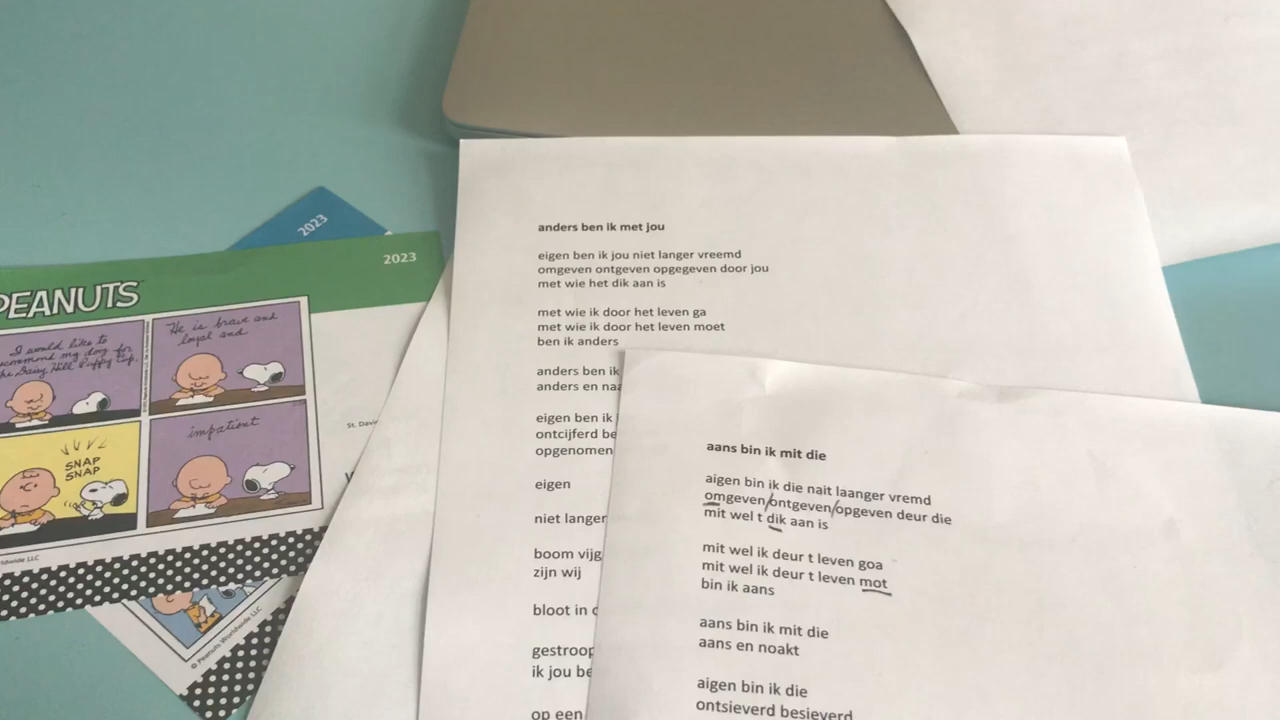 2023
2023
PEANUTS
I would like to
recommend my dog for
the Daisy Hill Puppy Cup.
He is brave and
loyal and
SNAP
SNAP
impatient
St. Davi
© Peanuts Worldwide LLC
anders ben ik met jou
eigen ben ik jou niet langer vreemd
omgeven ontgeven opgegeven door jou
met wie het dik aan is
met wie ik door het leven ga
met wie ik door het leven moet
ben ik anders
anders ben ik
anders en naa
eigen ben ik
ontcijferd be
opgenomen
eigen
niet langer
boom vijg
zijn wij
bloot in
gestroop
ik jou be
op een
aans bin ik mit die
aigen bin ik die nait laanger vremd
omgeven/ontgeven/opgeven deur die
mit wel t dik aan is
mit wel ik deur t leven goa
mit wel ik deur t leven mot
bin ik aans
aans bin ik mit die
aans en noakt
aigen bin ik die
ontsieverd besieverd